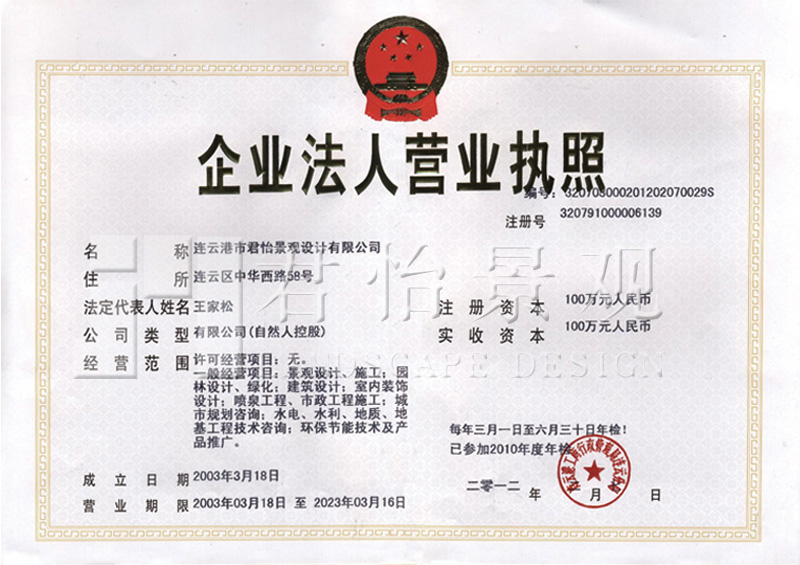 企业法人营业执照
编号：320703000201202070029S
注册号 320791000006139
名称 连云港市君怡景观设计有限公司
住所 连云区中华西路58号
法定代表人姓名 王家松
注册资本 100万元人民币
公司类型 有限公司(自然人控股)
实收资本 100万元人民币
经营范围 许可经营项目：无。
一般经营项目：景观设计、施工；园
林设计、绿化；建筑设计；室内装饰
设计；喷泉工程、市政工程施工；城
市规划咨询；水电、水利、地质、地
基工程技术咨询；环保节能技术及产
品推广。
君怡景观
LANDSCAPE DESIGN
每年三月一日至六月三十日年检！
已参加2010年度年检
成立日期 2003年3月18日
二零一二 年 月 日
营业期限 2003年03月18日 至 2023年03月16日